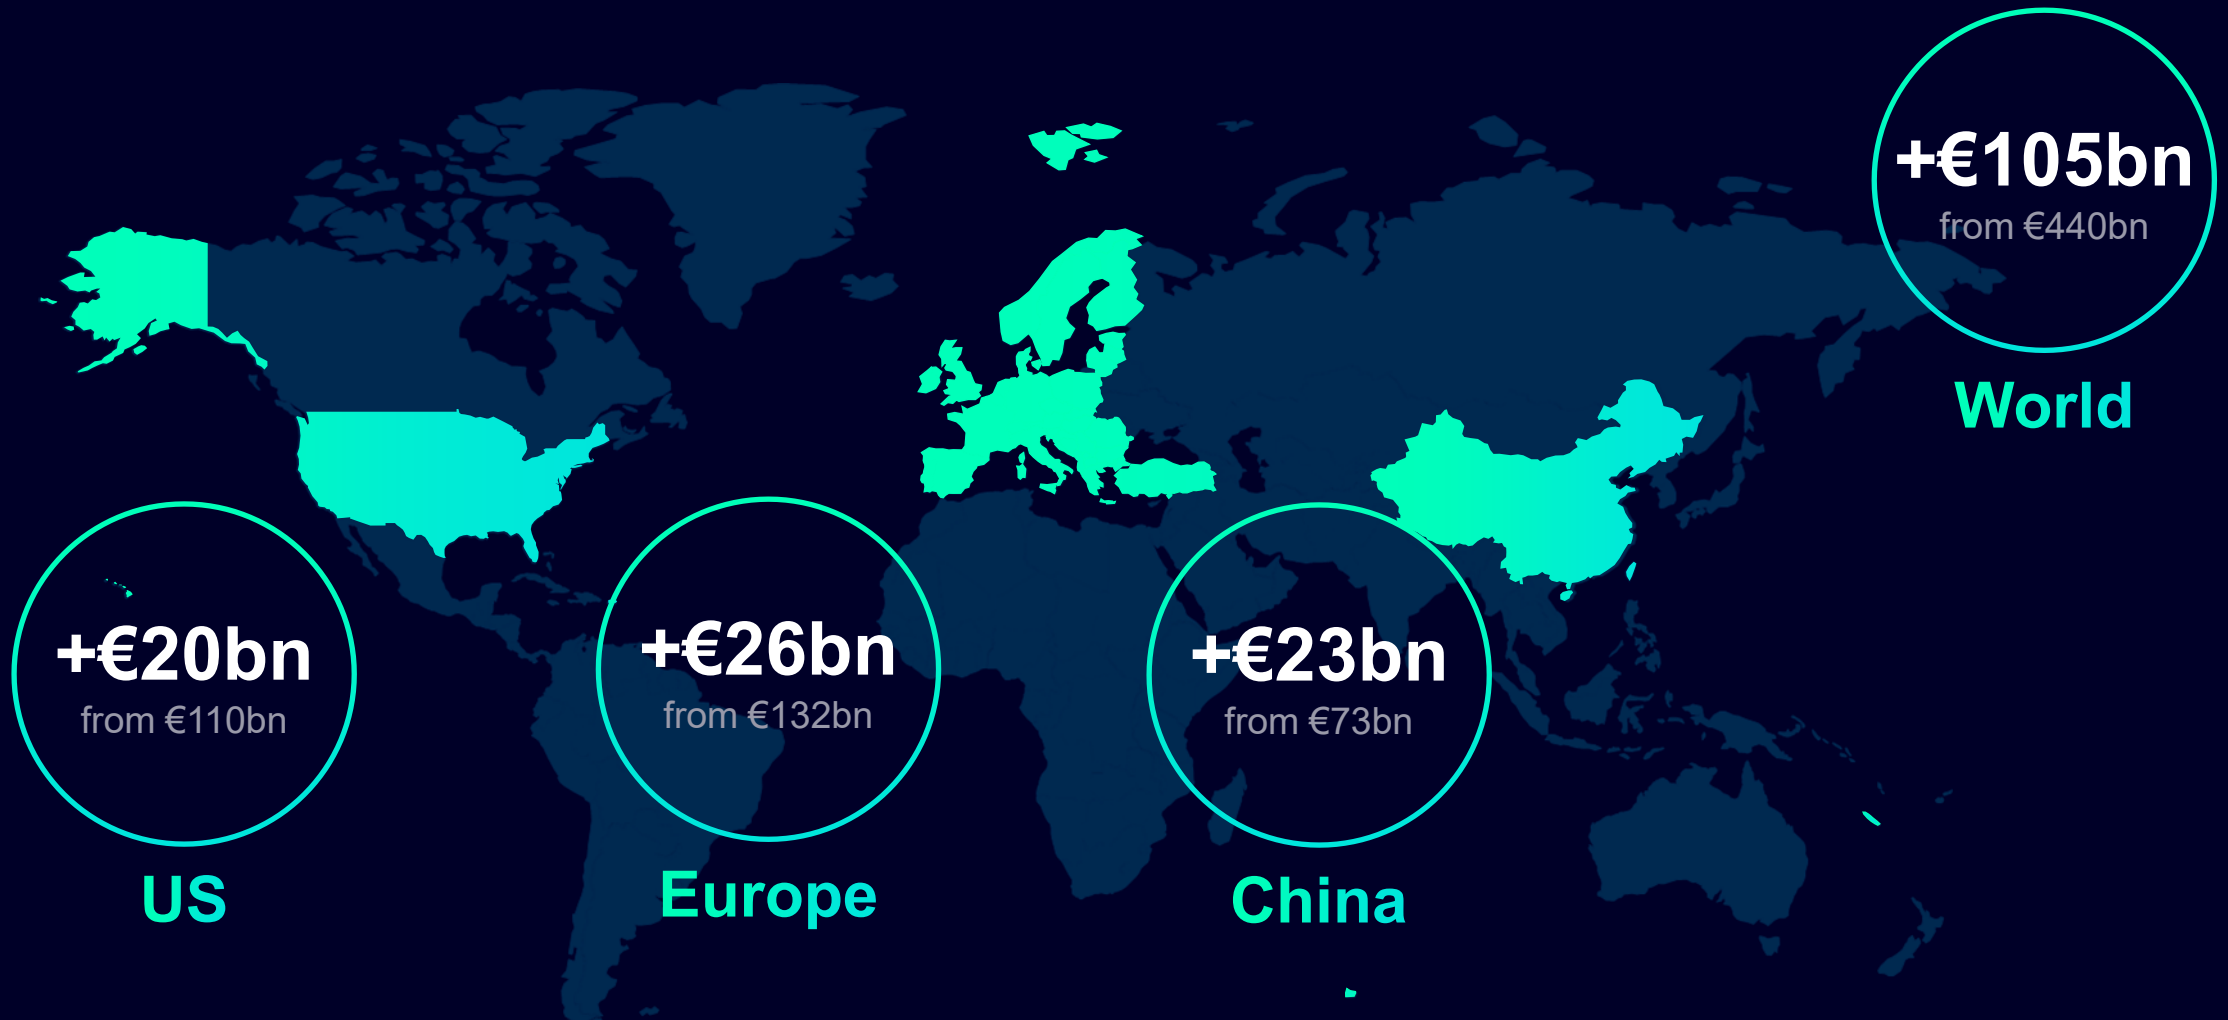 +€105bn
from €440bn
World
+€20bn
from €110bn
US
+€26bn
from €132bn
Europe
+€23bn
from €73bn
China